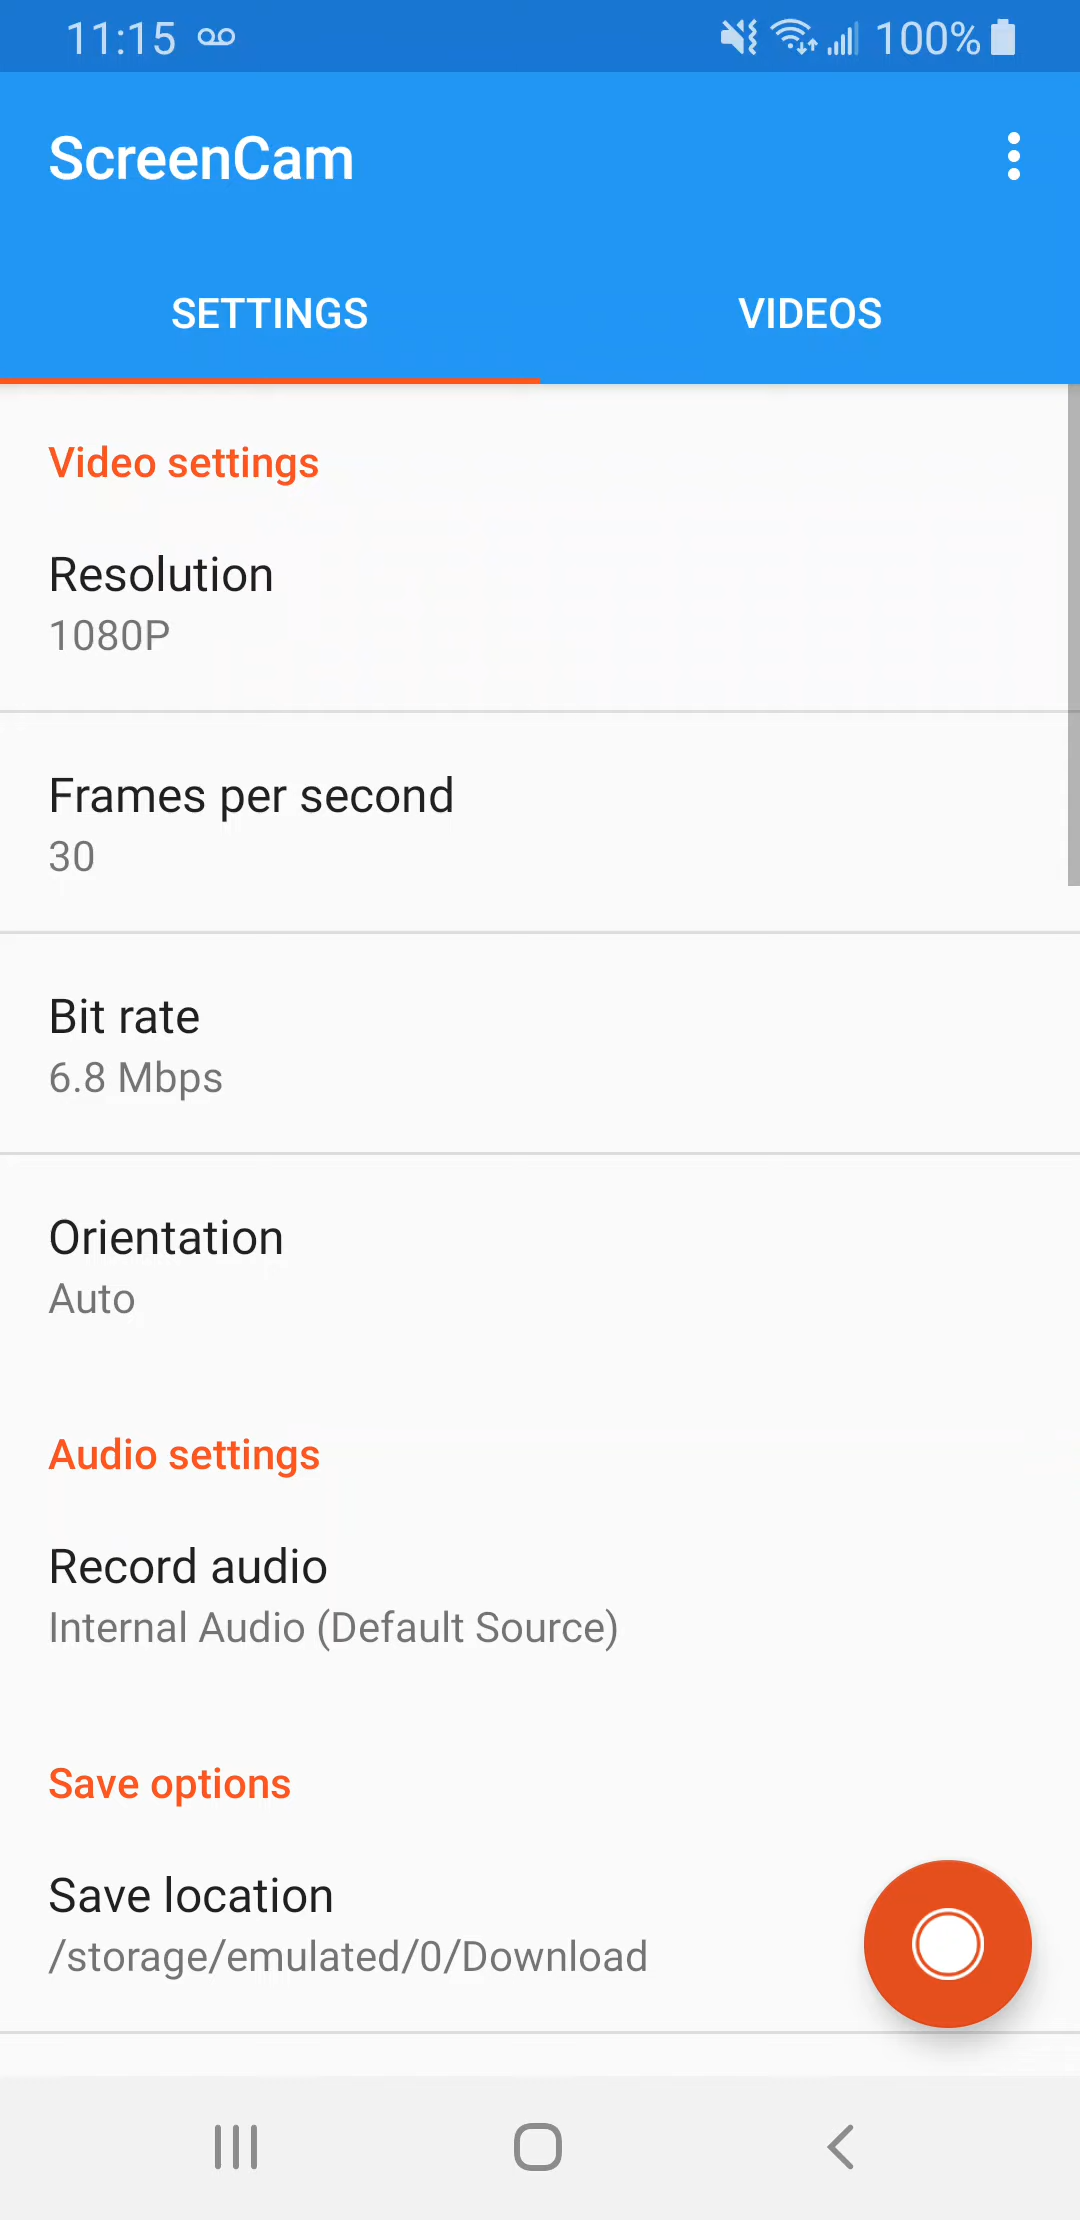 11:15 100%
ScreenCam
SETTINGS VIDEOS
Video settings
Resolution
1080P
Frames per second
30
Bit rate
6.8 Mbps
Orientation
Auto
Audio settings
Record audio
Internal Audio (Default Source)
Save options
Save location
/storage/emulated/0/Download